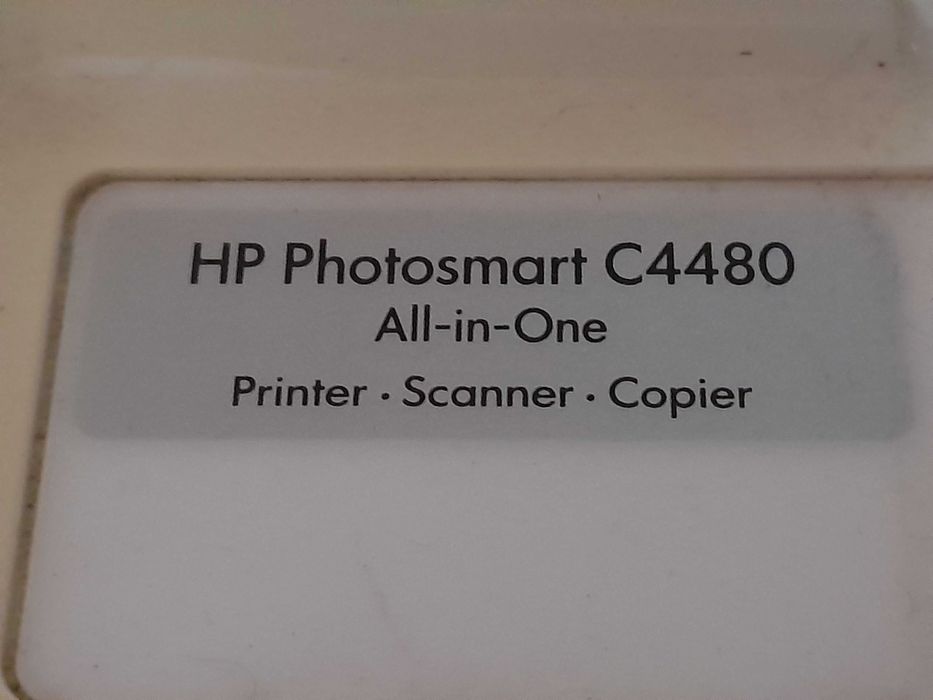 HP Photosmart C4480
All-in-One
Printer · Scanner · Copier